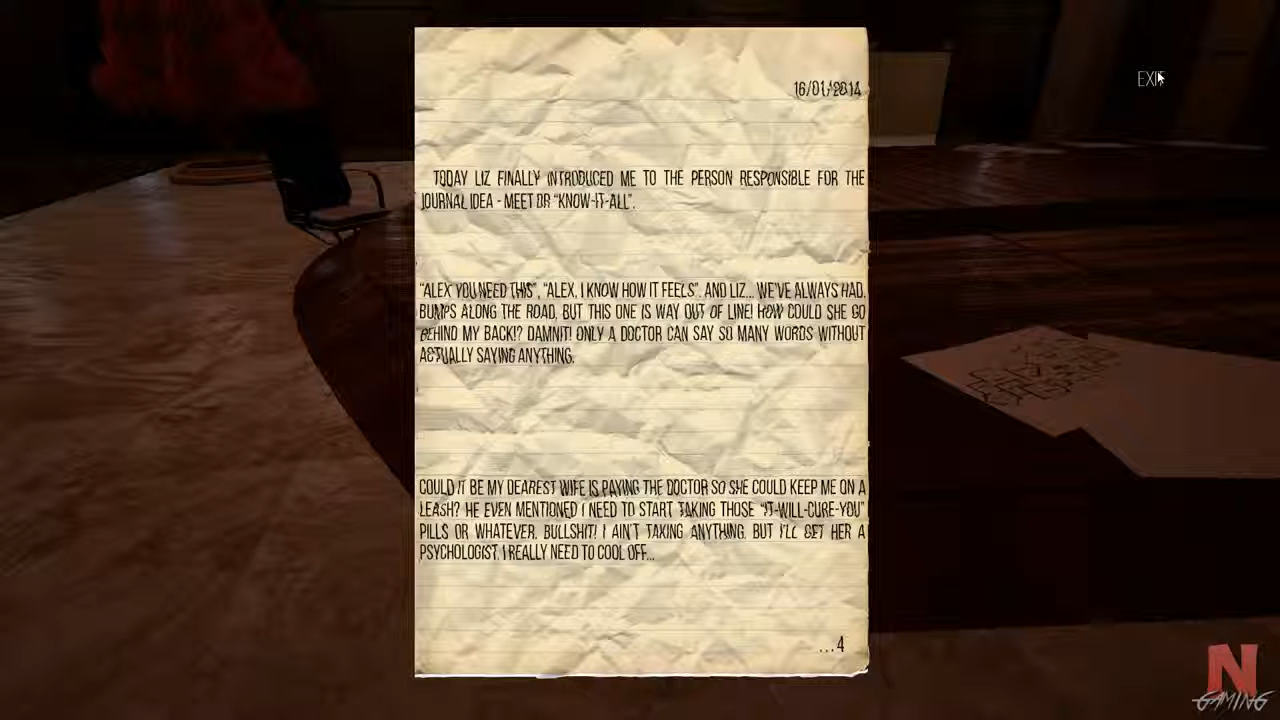 16/01/2014
EXIT
TODAY LIZ FINALLY INTRODUCED ME TO THE PERSON RESPONSIBLE FOR THE
JOURNAL IDEA - MEET DR "KNOW-IT-ALL".
"ALEX YOU NEED THIS", "ALEX, I KNOW HOW IT FEELS". AND LIZ... WE'VE ALWAYS HAD.
BUMPS ALONG THE ROAD, BUT THIS ONE IS WAY OUT OF LINE! HOW COULD SHE GO
BEHIND MY BACK!? DAMNIT! ONLY A DOCTOR CAN SAY SO MANY WORDS WITHOUT
ACTUALLY SAYING ANYTHING.
COULD IT BE MY DEAREST WIFE IS PAYING THE DOCTOR SO SHE COULD KEEP ME ON A
LEASH? HE EVEN MENTIONED I NEED TO START TAKING THOSE "IT-WILL-CURE-YOU"
PILLS OR WHATEVER. BULLSHIT! I AIN'T TAKING ANYTHING. BUT I'LL GET HER A
PSYCHOLOGIST. I REALLY NEED TO COOL OFF...
...4
N
GAMING